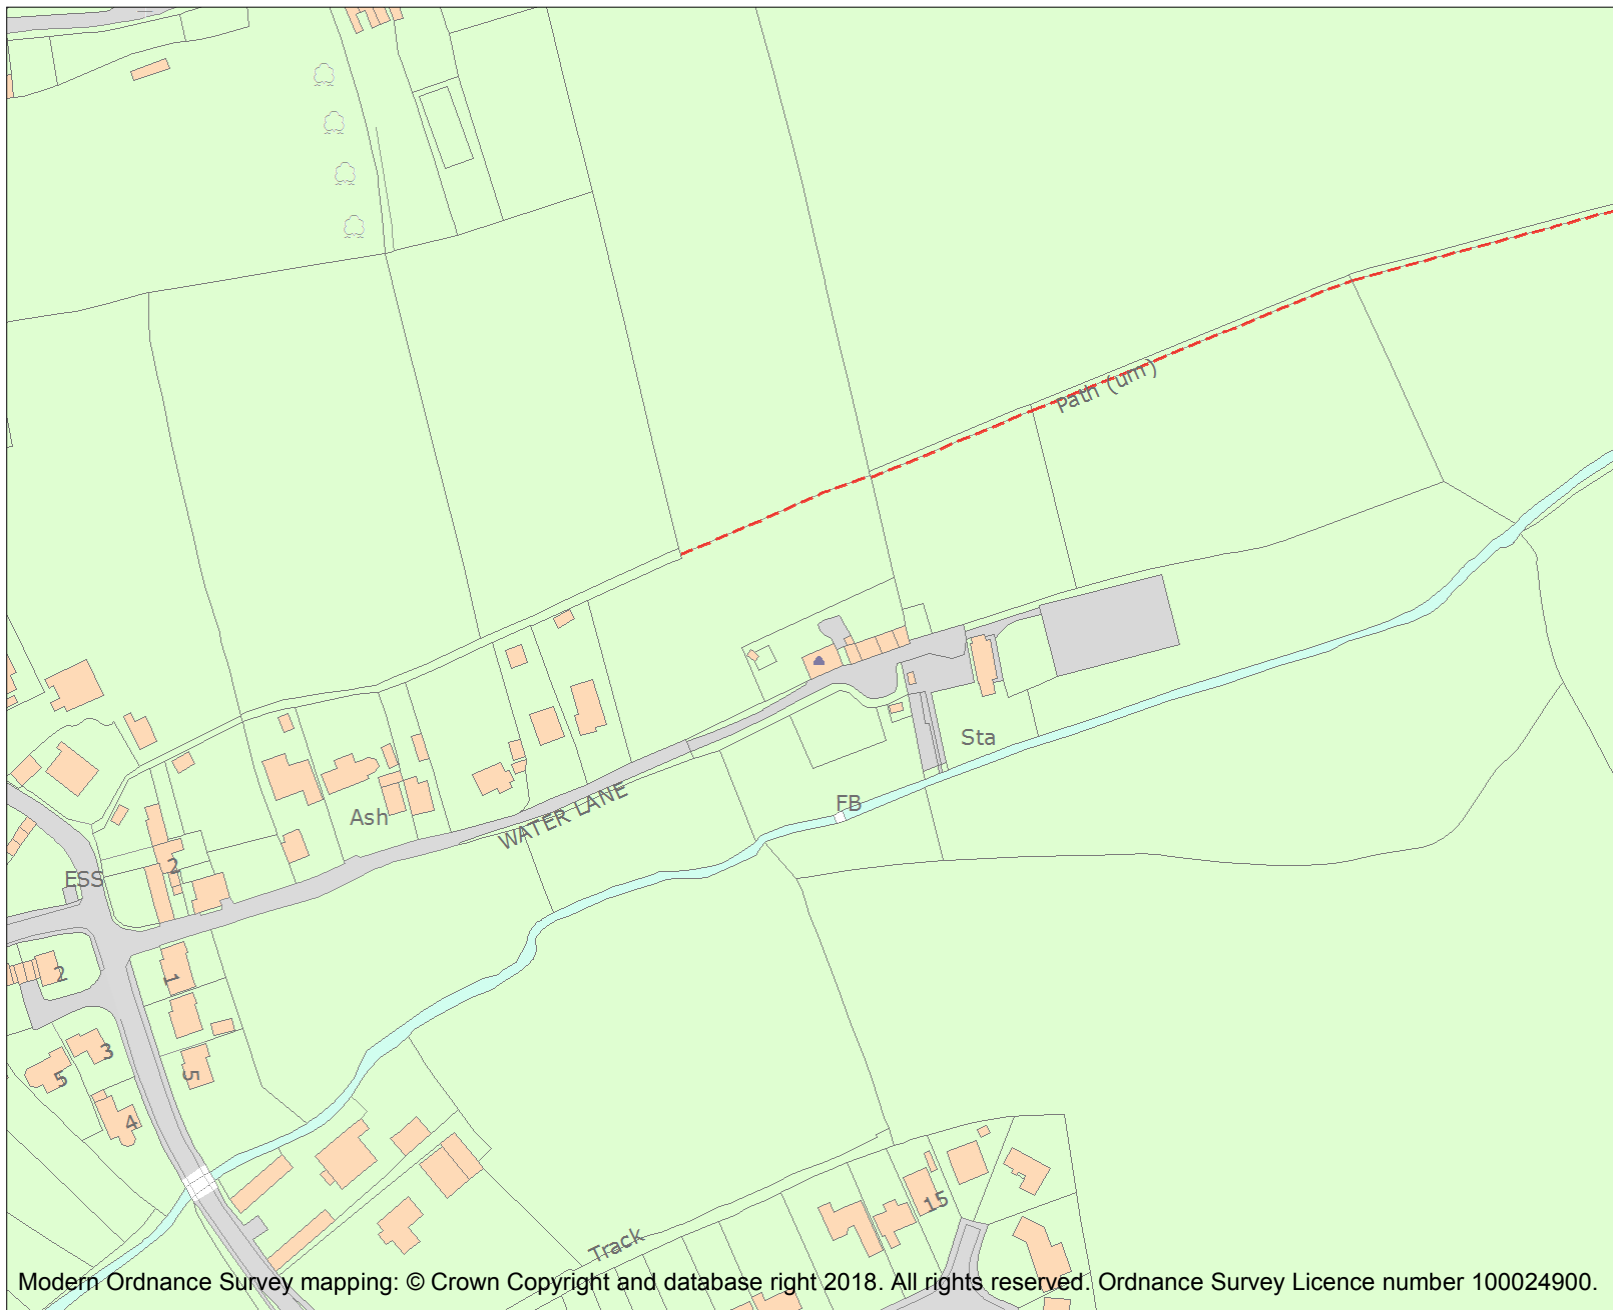 Path (um)
Sta
FB
WATER LANE
Ash
2
ESS
2
1
3
5
5
4
15
Track
Modern Ordnance Survey mapping: © Crown Copyright and database right 2018. All rights reserved. Ordnance Survey Licence number 100024900.